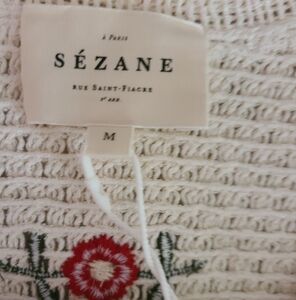 à Paris
SÉZANE
rue Saint-Fiacre
2e arr.
M